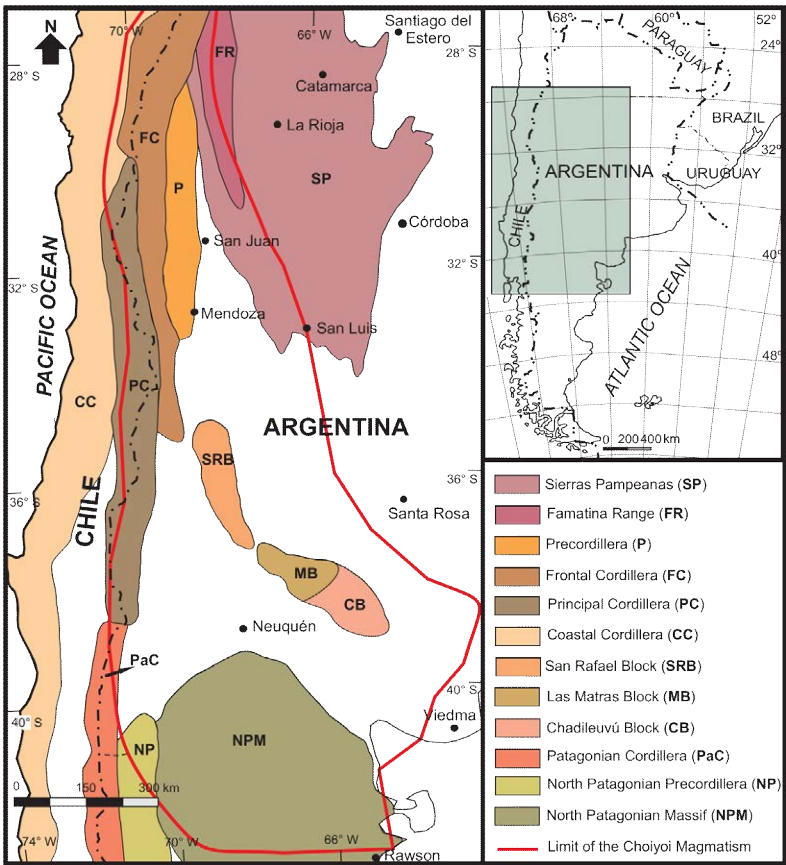 N
70° W
66° W
Santiago del
Estero
28° S
28° S
FR
Catamarca
La Rioja
FC
P
SP
Córdoba
San Juan
32° S
32° S
PACIFIC OCEAN
Mendoza
San Luis
PC
CC
ARGENTINA
SRB
36° S
36° S
CHILE
Santa Rosa
MB
CB
Neuquén
PaC
40° S
40° S
Viedma
NP
NPM
0 150 300 km
74° W
70° W
66° W
Rawson
68°
60°
52°
24°
PARAGUAY
BRAZIL
32°
ARGENTINA
URUGUAY
CHILE
40°
ATLANTIC OCEAN
48°
0 200 400 km
Sierras Pampeanas (SP)
Famatina Range (FR)
Precordillera (P)
Frontal Cordillera (FC)
Principal Cordillera (PC)
Coastal Cordillera (CC)
San Rafael Block (SRB)
Las Matras Block (MB)
Chadileuvú Block (CB)
Patagonian Cordillera (PaC)
North Patagonian Precordillera (NP)
North Patagonian Massif (NPM)
Limit of the Choiyoi Magmatism